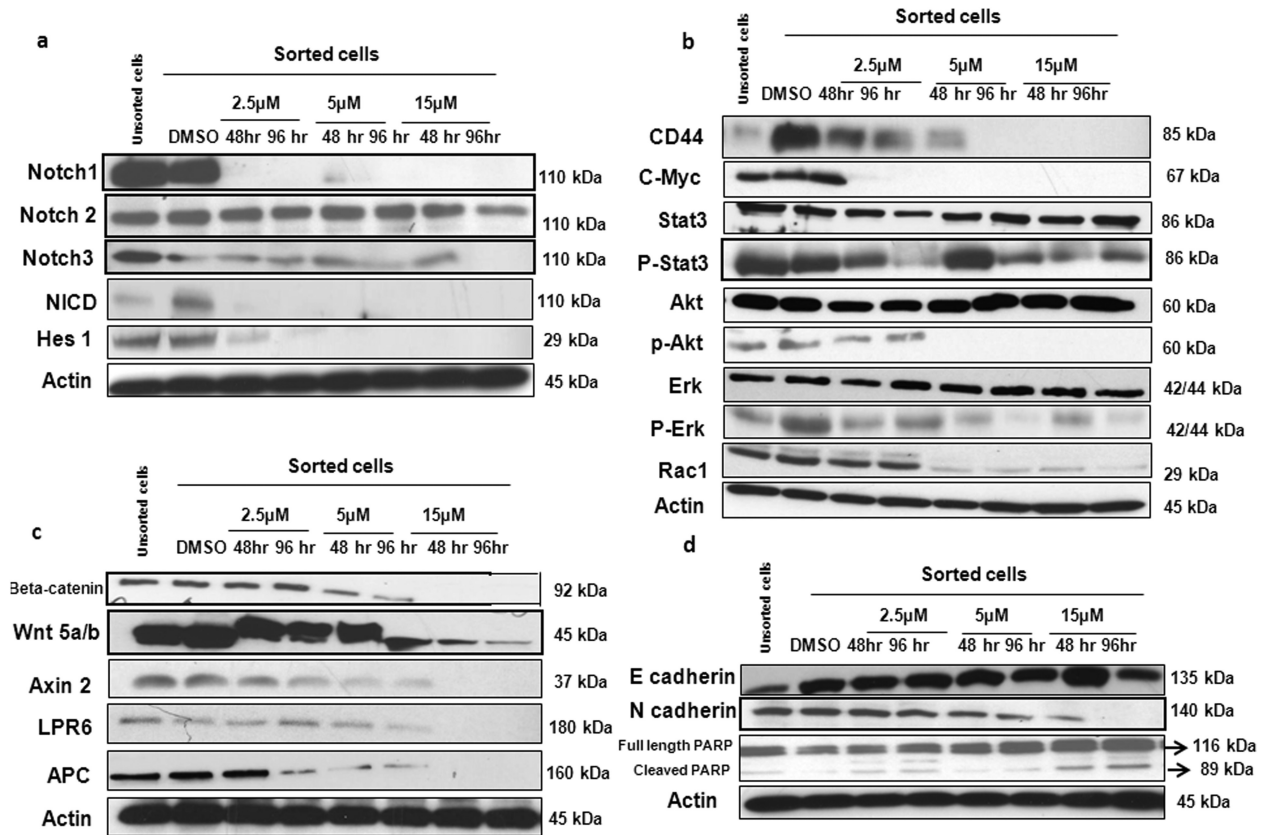 a
Unsorted cells
Sorted cells
2.5µM 5µM 15µM
DMSO 48hr 96 hr 48 hr 96 hr 48 hr 96hr
Notch1 110 kDa
Notch 2 110 kDa
Notch3 110 kDa
NICD 110 kDa
Hes 1 29 kDa
Actin 45 kDa
b
Unsorted cells
Sorted cells
2.5µM 5µM 15µM
DMSO 48hr 96 hr 48 hr 96 hr 48 hr 96hr
CD44 85 kDa
C-Myc 67 kDa
Stat3 86 kDa
P-Stat3 86 kDa
Akt 60 kDa
p-Akt 60 kDa
Erk 42/44 kDa
P-Erk 42/44 kDa
Rac1 29 kDa
Actin 45 kDa
c
Unsorted cells
Sorted cells
2.5µM 5µM 15µM
DMSO 48hr 96 hr 48 hr 96 hr 48 hr 96hr
Beta-catenin 92 kDa
Wnt 5a/b 45 kDa
Axin 2 37 kDa
LPR6 180 kDa
APC 160 kDa
Actin 45 kDa
d
Unsorted cells
Sorted cells
2.5µM 5µM 15µM
DMSO 48hr 96 hr 48 hr 96 hr 48 hr 96hr
E cadherin 135 kDa
N cadherin 140 kDa
Full length PARP 116 kDa
Cleaved PARP 89 kDa
Actin 45 kDa